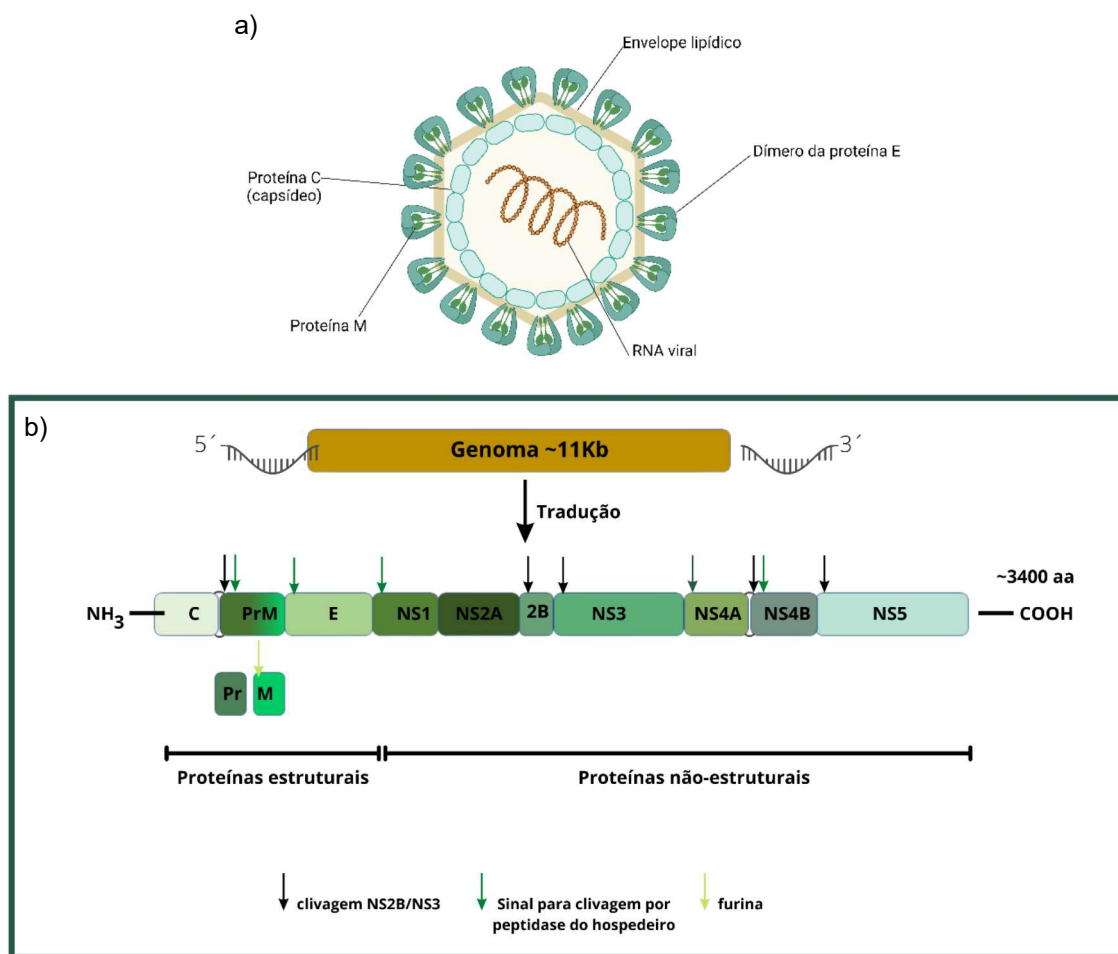 a)
Envelope lipídico
Dímero da proteína E
Proteína C
(capsídeo)
Proteína M
RNA viral
b)
5´
Genoma ~11Kb
3´
Tradução
~3400 aa
NH3
C
PrM
E
NS1
NS2A
2B
NS3
NS4A
NS4B
NS5
COOH
Pr
M
Proteínas estruturais
Proteínas não-estruturais
clivagem NS2B/NS3
Sinal para clivagem por
peptidase do hospedeiro
furina